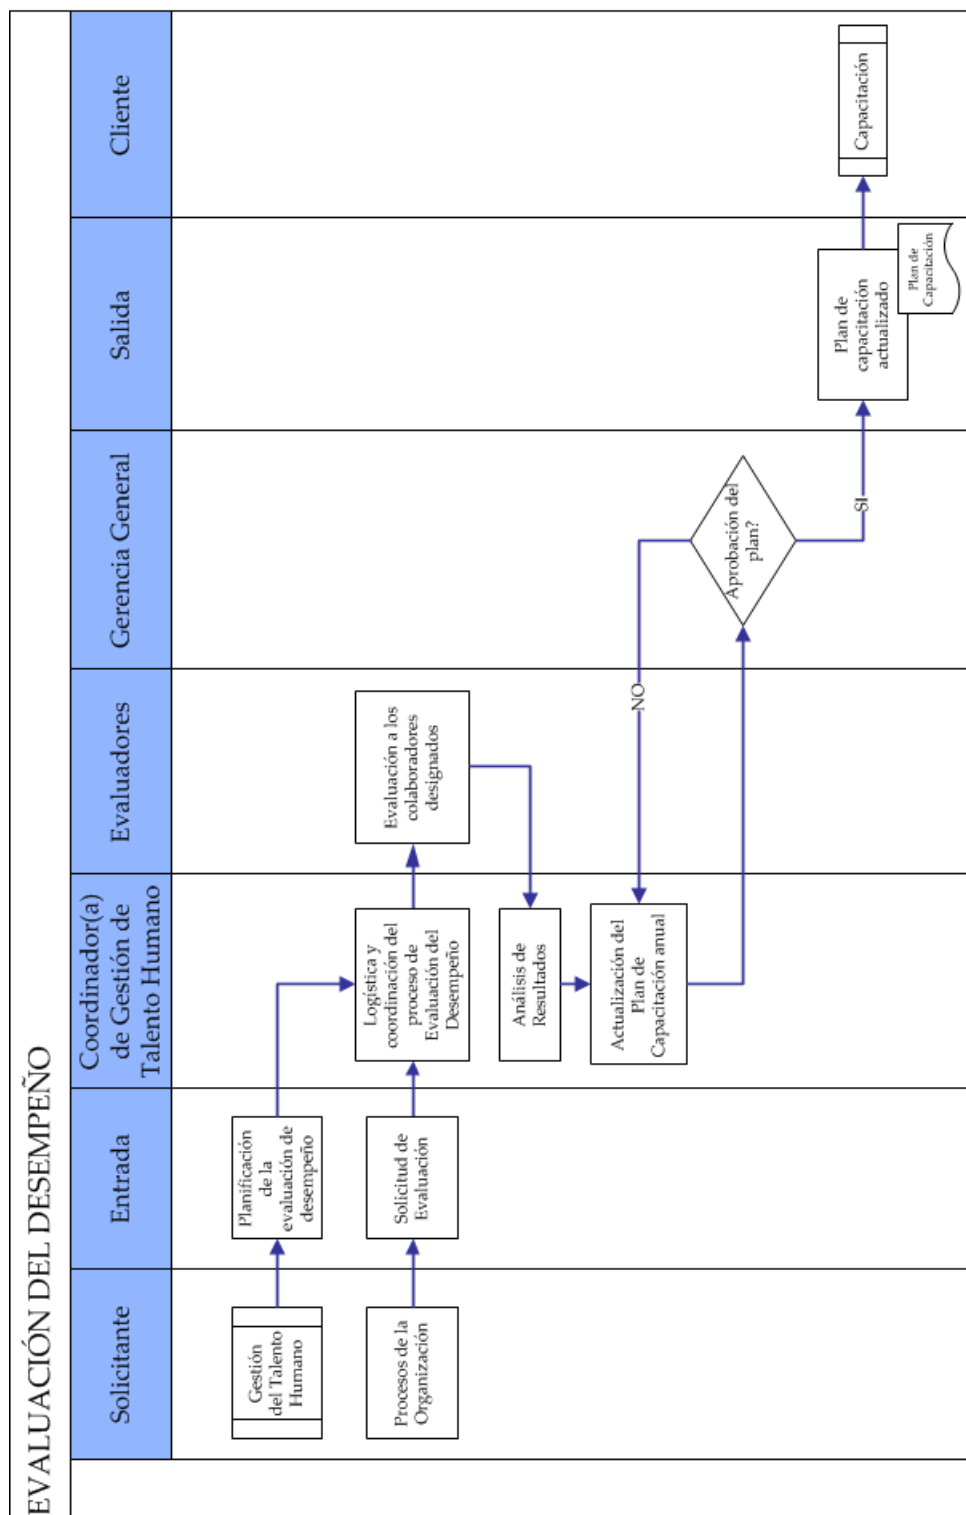 EVALUACIÓN DEL DESEMPEÑO
Solicitante
Entrada
Coordinador(a)
de Gestión de
Talento Humano
Evaluadores
Gerencia General
Salida
Cliente
Gestión
del Talento
Humano
Planificación
de la
evaluación de
desempeño
Procesos de la
Organización
Solicitud de
Evaluación
Logística y
coordinación del
proceso de
Evaluación del
Desempeño
Evaluación a los
colaboradores
designados
Análisis de
Resultados
Actualización del
Plan de
Capacitación anual
NO
Aprobación del
plan?
SI
Plan de
capacitación
actualizado
Plan de
Capacitación
Capacitación